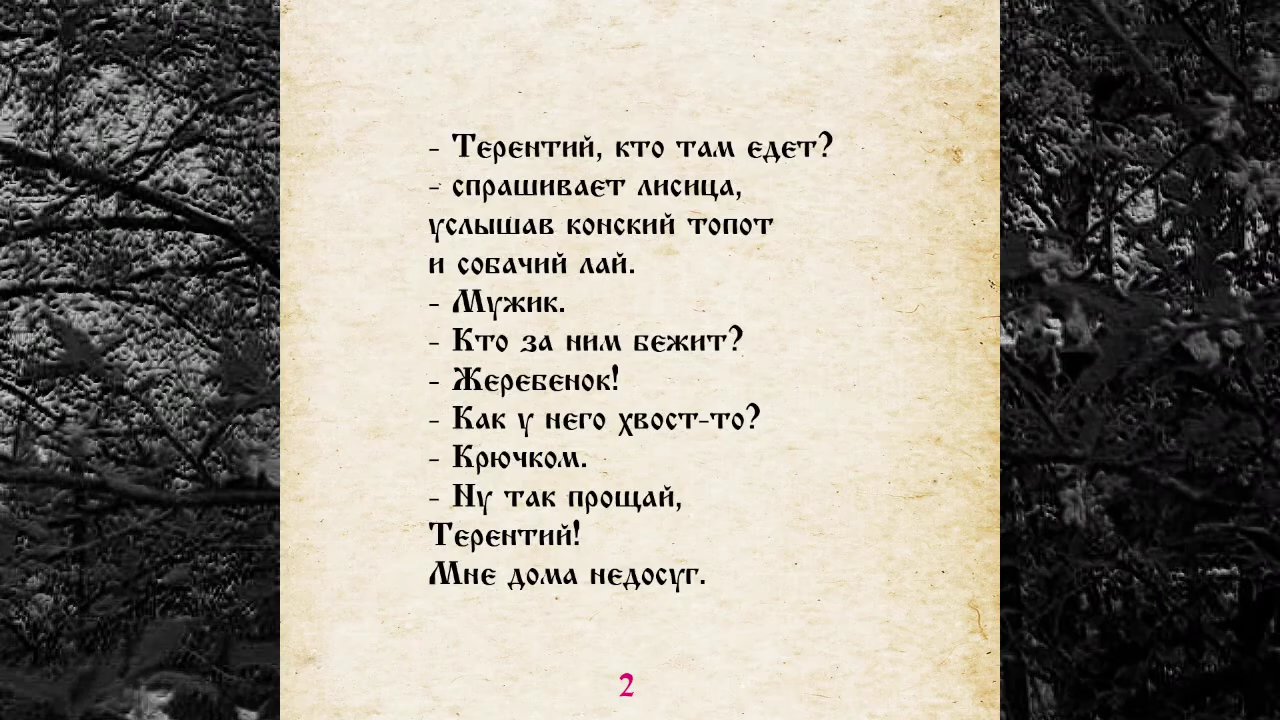 - Терентий, кто там едет?
- спрашивает лисица,
услышав конский топот
и собачий лай.
- Мужик.
- Кто за ним бежит?
- Жеребенок!
- Как у него хвост-то?
- Крючком.
- Ну так прощай,
Терентий!
Мне дома недосуг.
2